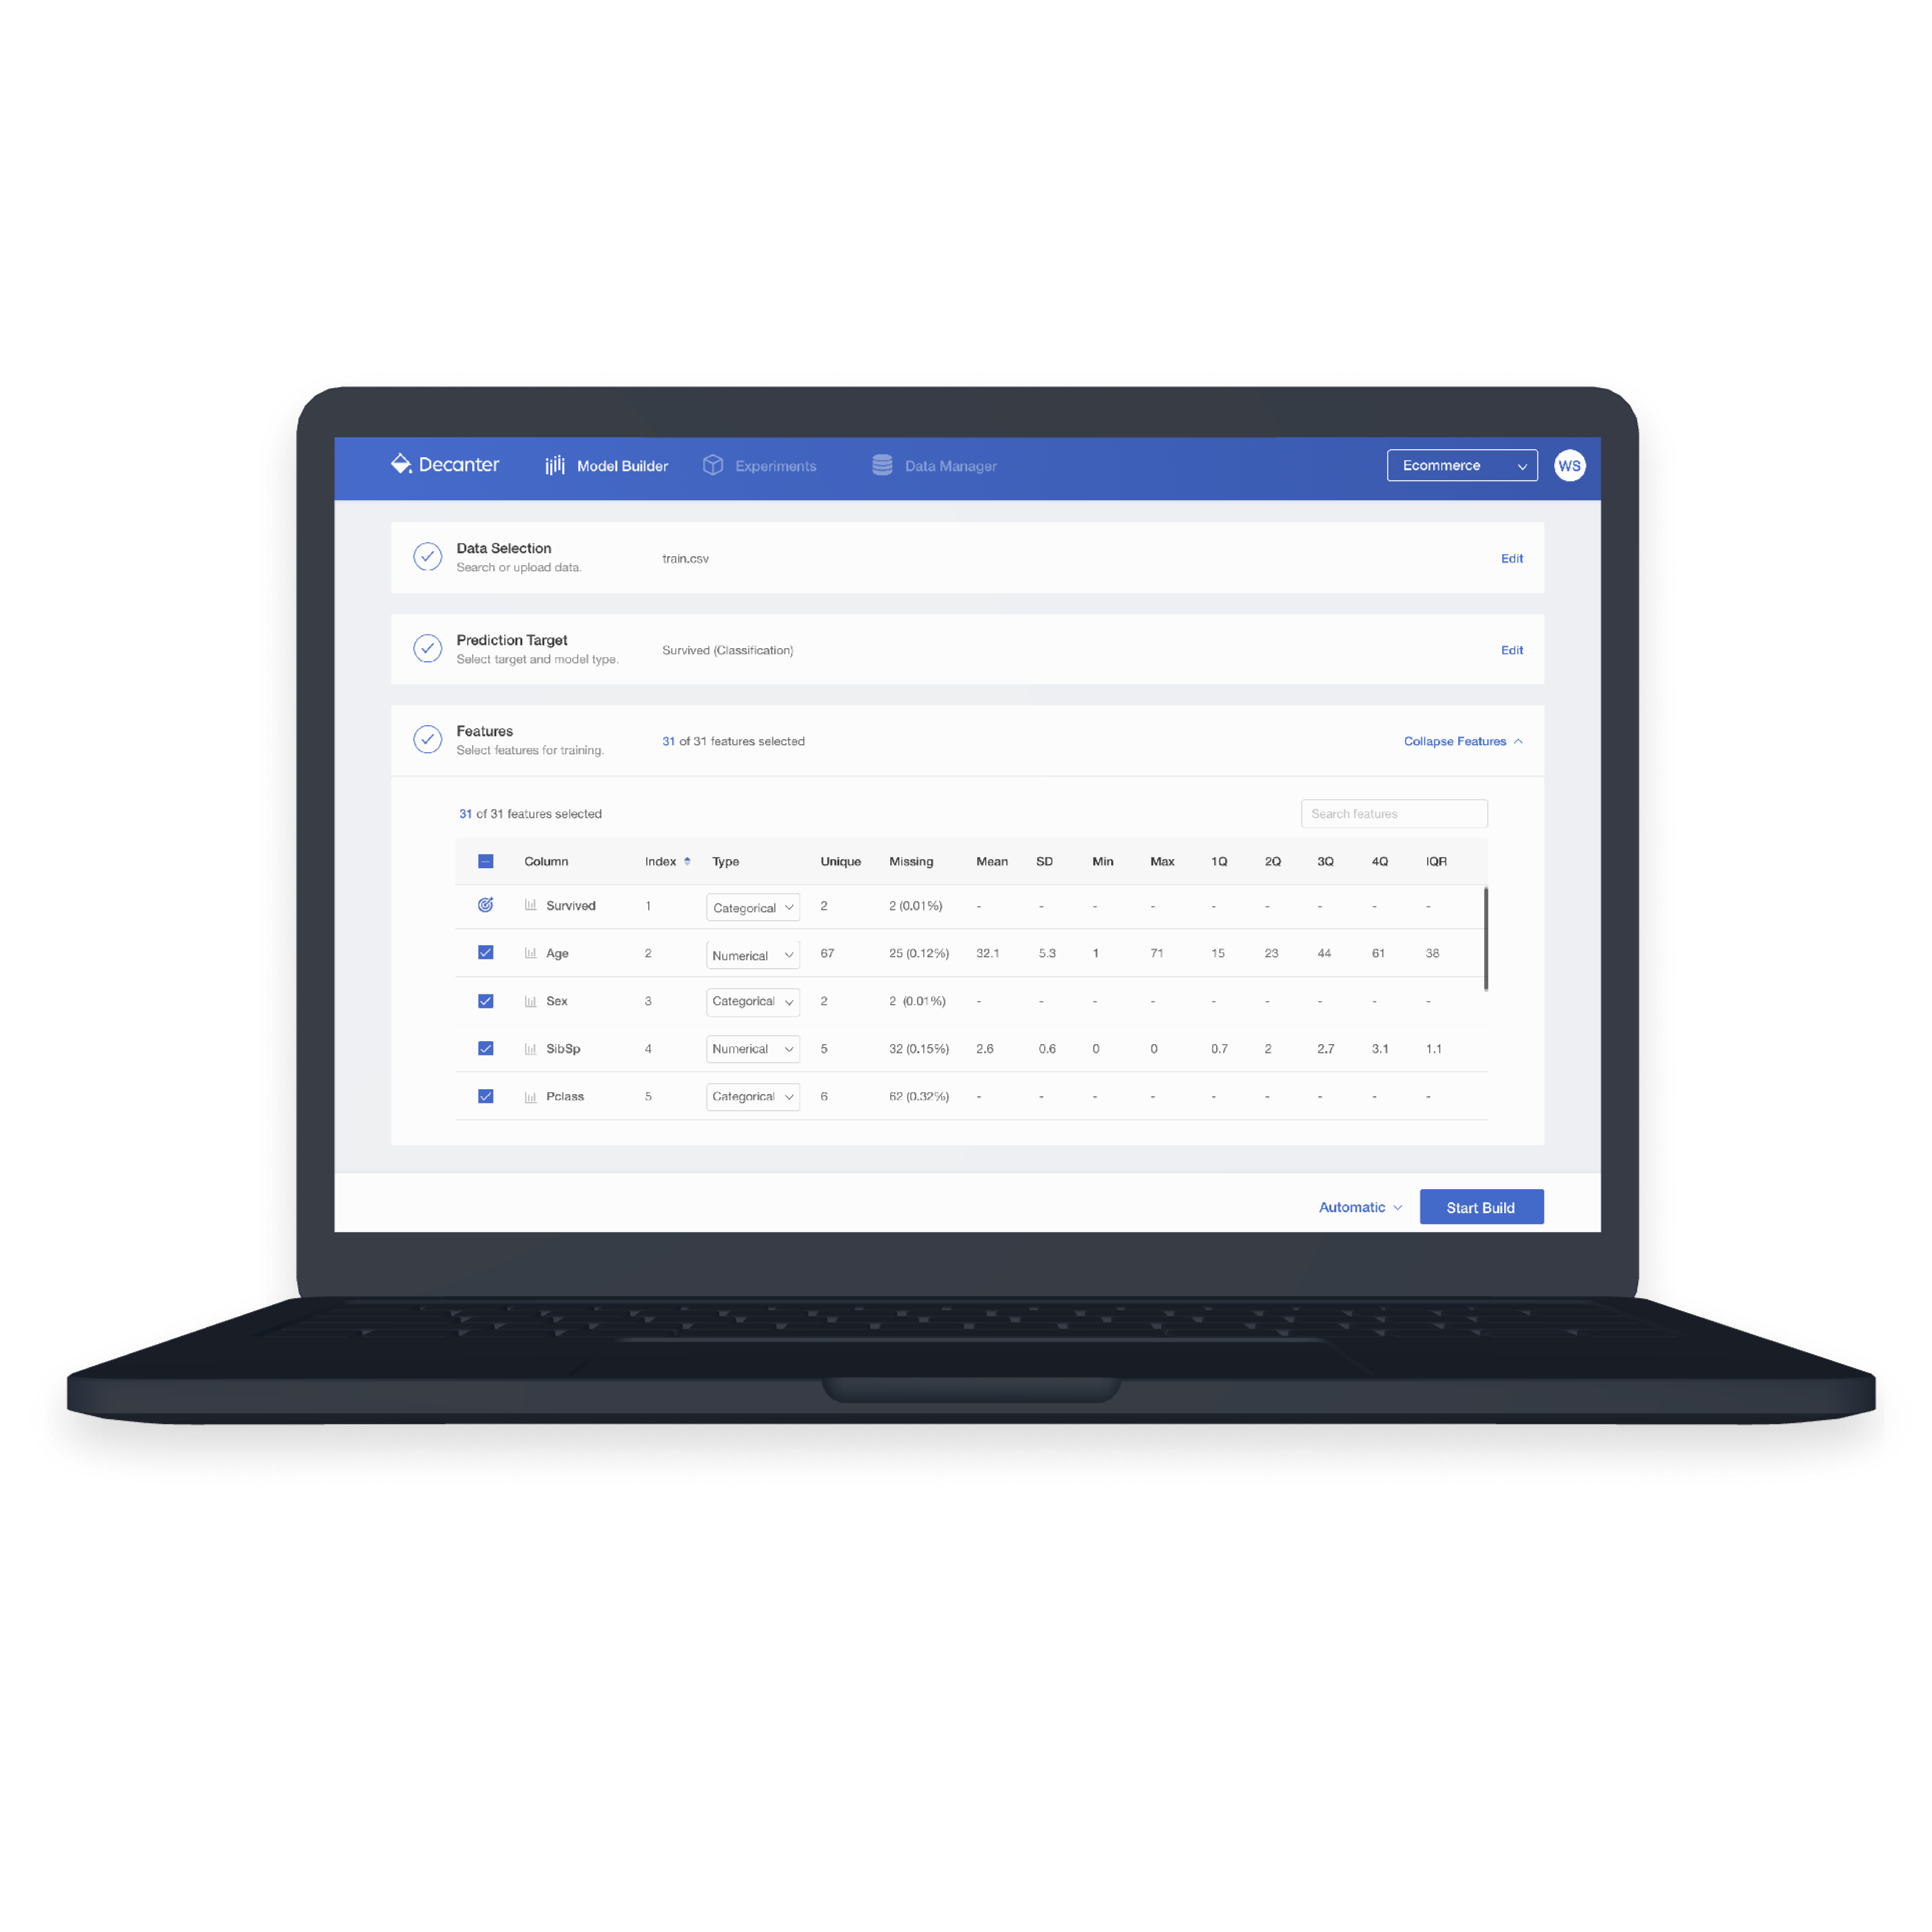 Decanter Model Builder Experiments Data Manager Ecommerce WS
Data Selection
Search or upload data.
train.csv
Edit
Prediction Target
Select target and model type.
Survived (Classification)
Edit
Features
Select features for training.
31 of 31 features selected
Collapse Features
31 of 31 features selected
Search features
Column Index Type Unique Missing Mean SD Min Max 1Q 2Q 3Q 4Q IQR
Survived 1 Categorical 2 2 (0.01%) - - - - - - - - -
Age 2 Numerical 67 25 (0.12%) 32.1 5.3 1 71 15 23 44 61 38
Sex 3 Categorical 2 2 (0.01%) - - - - - - - - -
SibSp 4 Numerical 5 32 (0.15%) 2.6 0.6 0 0 0.7 2 2.7 3.1 1.1
Pclass 5 Categorical 6 62 (0.32%) - - - - - - - - -
Automatic Start Build